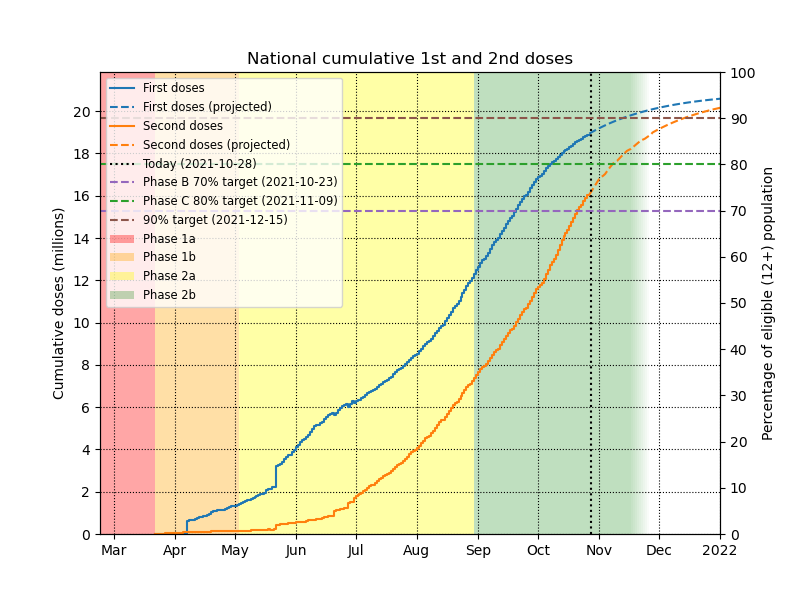 National cumulative 1st and 2nd doses
First doses
First doses (projected)
Second doses
Second doses (projected)
Today (2021-10-28)
Phase B 70% target (2021-10-23)
Phase C 80% target (2021-11-09)
90% target (2021-12-15)
Phase 1a
Phase 1b
Phase 2a
Phase 2b
Cumulative doses (millions)
20
18
16
14
12
10
8
6
4
2
0
100
90
80
70
60
50
40
30
20
10
0
Percentage of eligible (12+) population
Mar Apr May Jun Jul Aug Sep Oct Nov Dec 2022